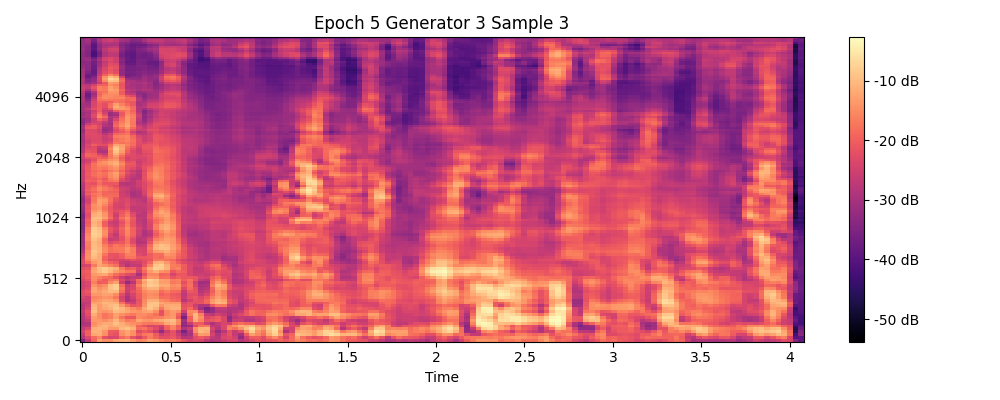 Epoch 5 Generator 3 Sample 3
Hz
4096
2048
1024
512
0
0 0.5 1 1.5 2 2.5 3 3.5 4
Time
-10 dB
-20 dB
-30 dB
-40 dB
-50 dB